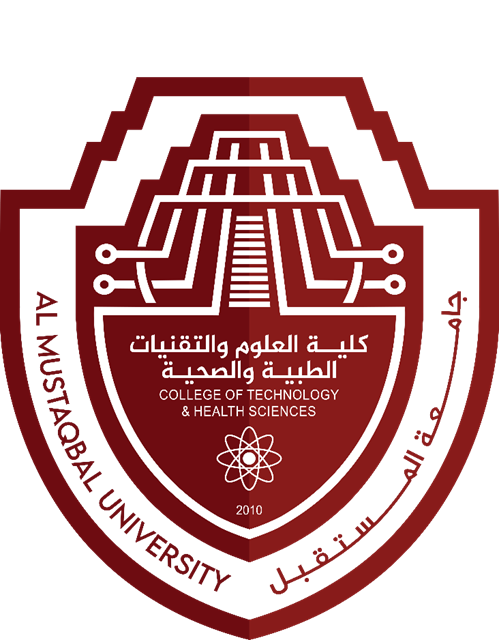 كلية العلوم والتقنيات
الطبية والصحية
COLLEGE OF TECHNOLOGY
& HEALTH SCIENCES
2010
AL MUSTAQBAL UNIVERSITY
جامعة المستقبل